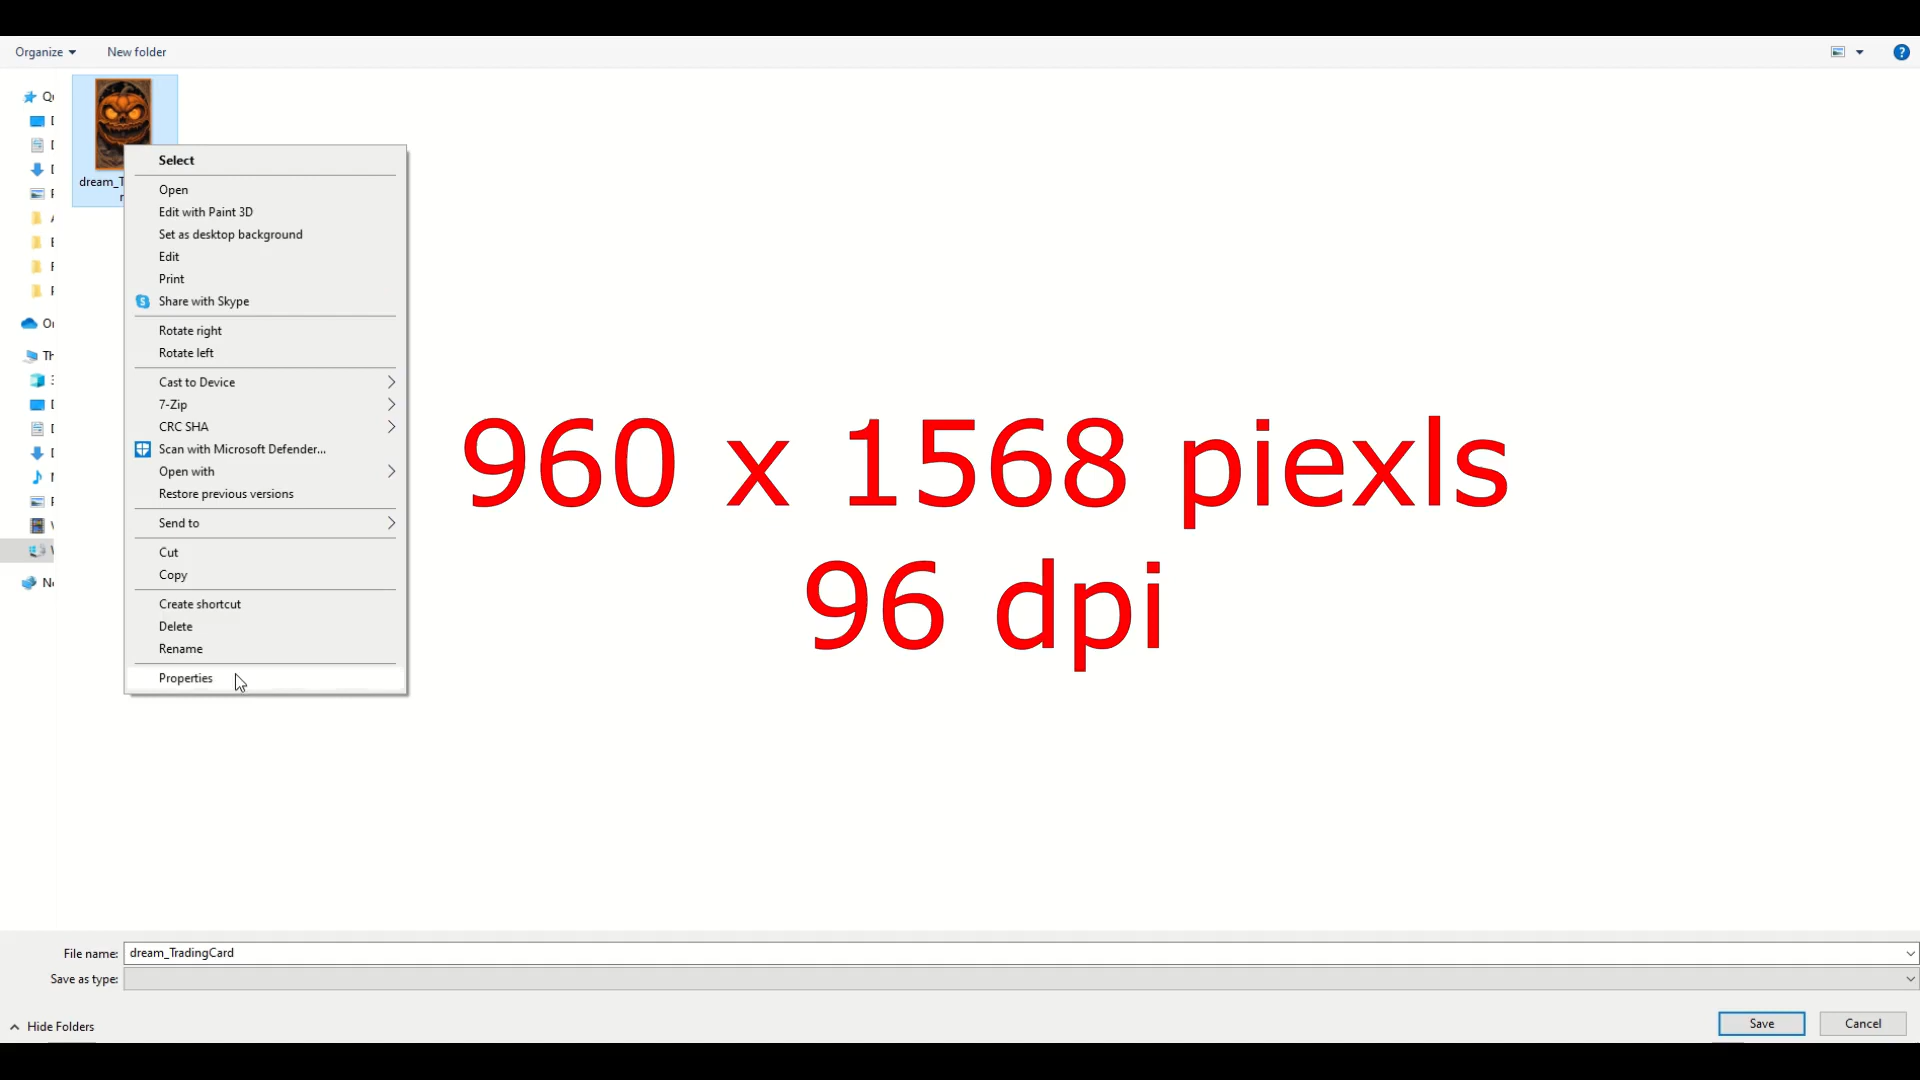 Organize
New folder
dream_T
Select
Open
Edit with Paint 3D
Set as desktop background
Edit
Print
Share with Skype
Rotate right
Rotate left
Cast to Device
7-Zip
CRC SHA
Scan with Microsoft Defender...
Open with
Restore previous versions
Send to
Cut
Copy
Create shortcut
Delete
Rename
Properties
960 x 1568 piexls
96 dpi
File name: dream_TradingCard
Save as type:
Hide Folders
Save
Cancel